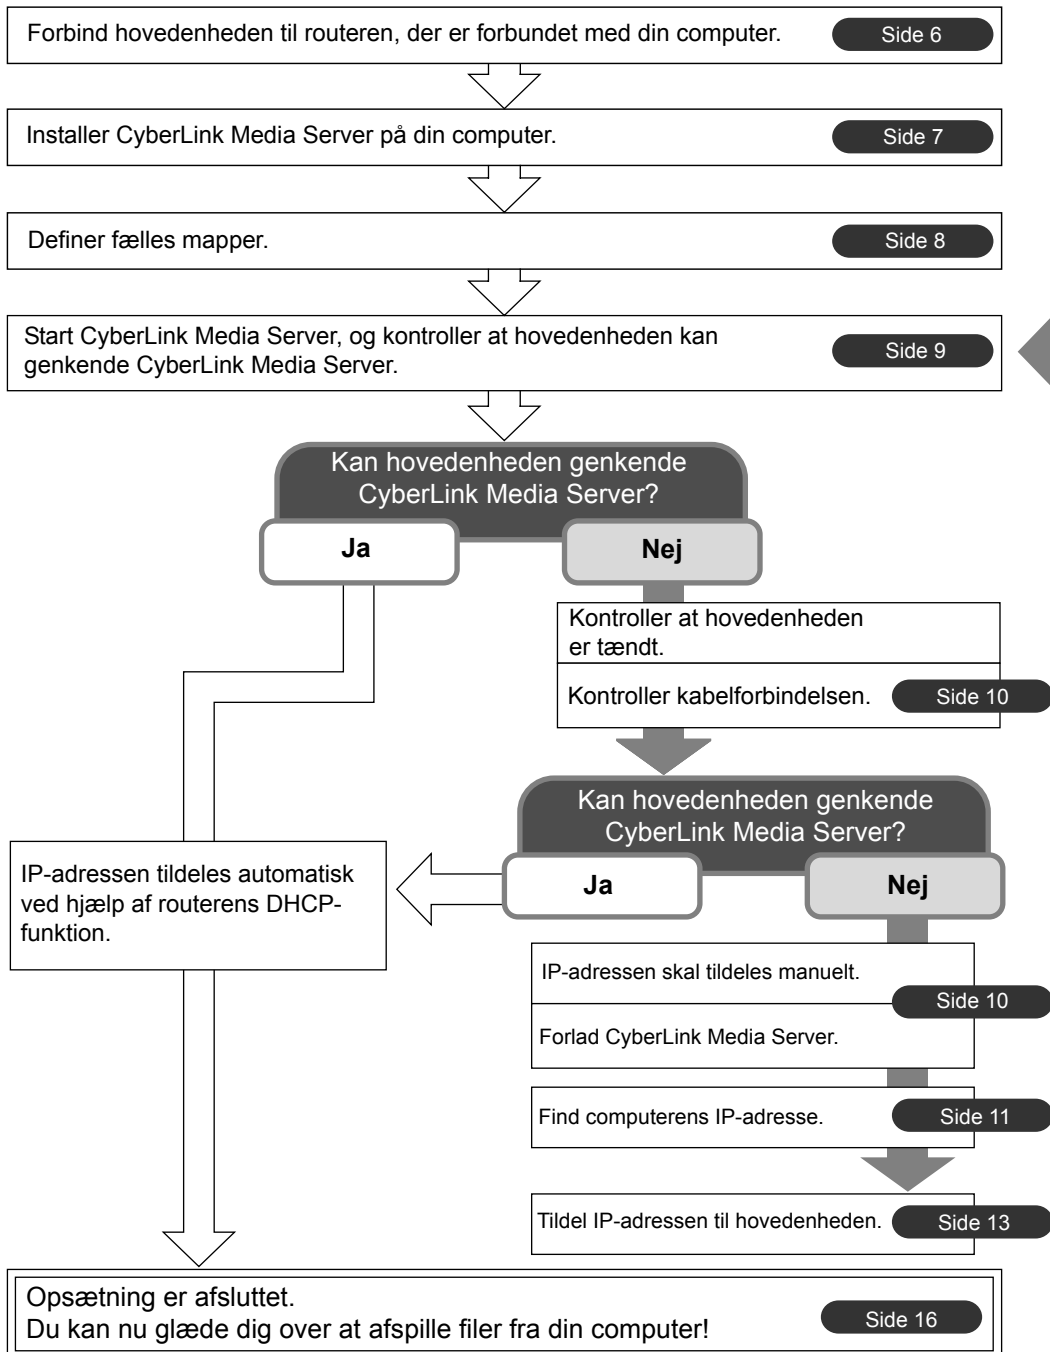 Forbind hovedenheden til routeren, der er forbundet med din computer.
Side 6
Installer CyberLink Media Server på din computer.
Side 7
Definer fælles mapper.
Side 8
Start CyberLink Media Server, og kontroller at hovedenheden kan
genkende CyberLink Media Server.
Side 9
Kan hovedenheden genkende
CyberLink Media Server?
Ja
Nej
Kontroller at hovedenheden
er tændt.
Kontroller kabelforbindelsen.
Side 10
Kan hovedenheden genkende
CyberLink Media Server?
Ja
Nej
IP-adressen tildeles automatisk
ved hjælp af routerens DHCP-
funktion.
IP-adressen skal tildeles manuelt.
Side 10
Forlad CyberLink Media Server.
Find computerens IP-adresse.
Side 11
Tildel IP-adressen til hovedenheden.
Side 13
Opsætning er afsluttet.
Du kan nu glæde dig over at afspille filer fra din computer!
Side 16